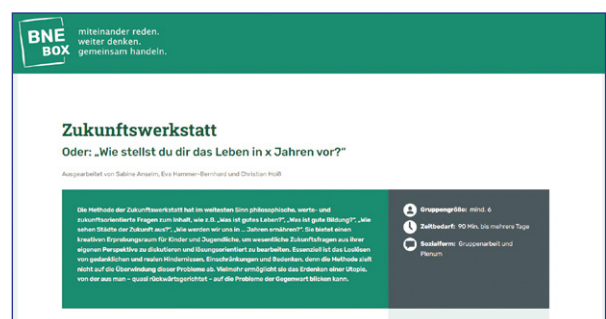 BNE
BOX
miteinander reden.
weiter denken.
gemeinsam handeln.
Zukunftswerkstatt
Oder: „Wie stellst du dir das Leben in x Jahren vor?“
Ausgearbeitet von Sabine Anselm, Eva Hammer-Bernhard und Christian Hoiß
Die Methode der Zukunftswerkstatt hat im weitesten Sinn philosophische, werte- und
zukunftsorientierte Fragen zum Inhalt, wie z.B. „Was ist gutes Leben?“, „Was ist gute Bildung?“, „Wie
sehen Städte der Zukunft aus?“, „Wie werden wir uns in ... Jahren ernähren?“. Sie bietet einen
kreativen Erprobungsraum für Kinder und Jugendliche, um wesentliche Zukunftsfragen aus ihrer
eigenen Perspektive zu diskutieren und lösungsorientiert zu bearbeiten. Essenziell ist das Loslösen
von gedanklichen und realen Hindernissen, Einschränkungen und Bedenken, denn die Methode zielt
nicht auf die Überwindung dieser Probleme ab. Vielmehr ermöglicht sie das Erdenken einer Utopie,
von der aus man – quasi rückwärtsgerichtet – auf die Probleme der Gegenwart blicken kann.
Gruppengröße: mind. 6
Zeitbedarf: 90 Min. bis mehrere Tage
Sozialform: Gruppenarbeit und
Plenum